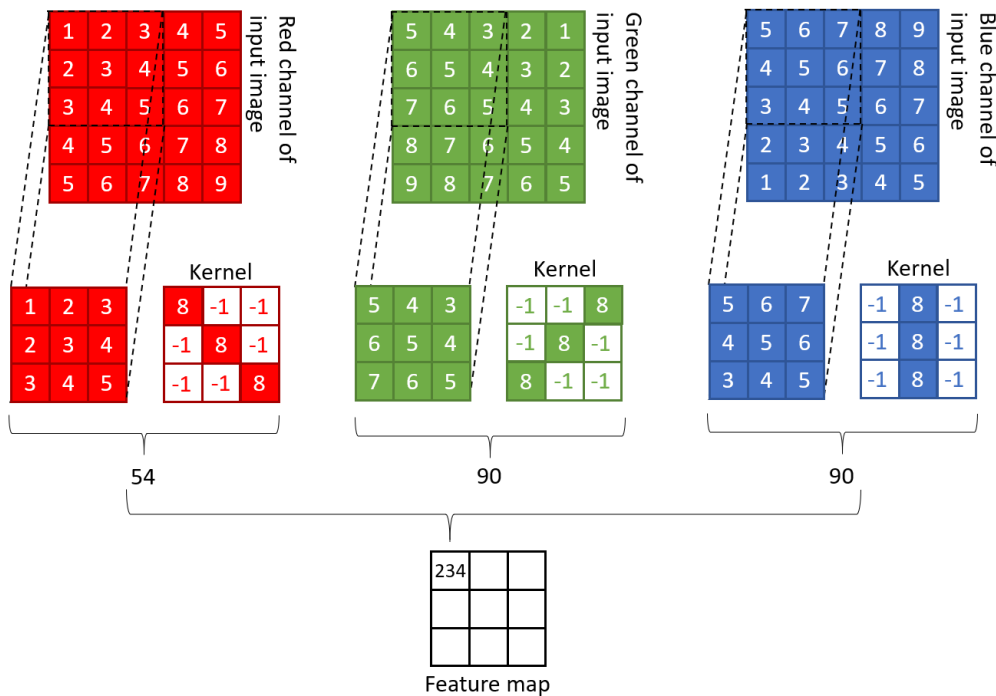 1 2 3 4 5
2 3 4 5 6
3 4 5 6 7
4 5 6 7 8
5 6 7 8 9
Red channel of
input image
5 4 3 2 1
6 5 4 3 2
7 6 5 4 3
8 7 6 5 4
9 8 7 6 5
Green channel of
input image
5 6 7 8 9
4 5 6 7 8
3 4 5 6 7
2 3 4 5 6
1 2 3 4 5
Blue channel of
input image
1 2 3
2 3 4
3 4 5
Kernel
8 -1 -1
-1 8 -1
-1 -1 8
5 4 3
6 5 4
7 6 5
Kernel
-1 -1 8
-1 8 -1
8 -1 -1
5 6 7
4 5 6
3 4 5
Kernel
-1 8 -1
-1 8 -1
-1 8 -1
54
90
90
234
Feature map